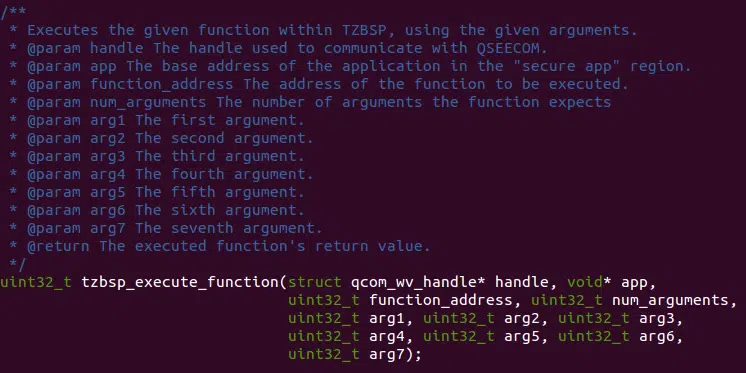 /**
 * Executes the given function within TZBSP, using the given arguments.
 * @param handle The handle used to communicate with QSEECOM.
 * @param app The base address of the application in the "secure app" region.
 * @param function_address The address of the function to be executed.
 * @param num_arguments The number of arguments the function expects
 * @param arg1 The first argument.
 * @param arg2 The second argument.
 * @param arg3 The third argument.
 * @param arg4 The fourth argument.
 * @param arg5 The fifth argument.
 * @param arg6 The sixth argument.
 * @param arg7 The seventh argument.
 * @return The executed function's return value.
 */
uint32_t tzbsp_execute_function(struct qcom_wv_handle* handle, void* app,
                                uint32_t function_address, uint32_t num_arguments,
                                uint32_t arg1, uint32_t arg2, uint32_t arg3,
                                uint32_t arg4, uint32_t arg5, uint32_t arg6,
                                uint32_t arg7);